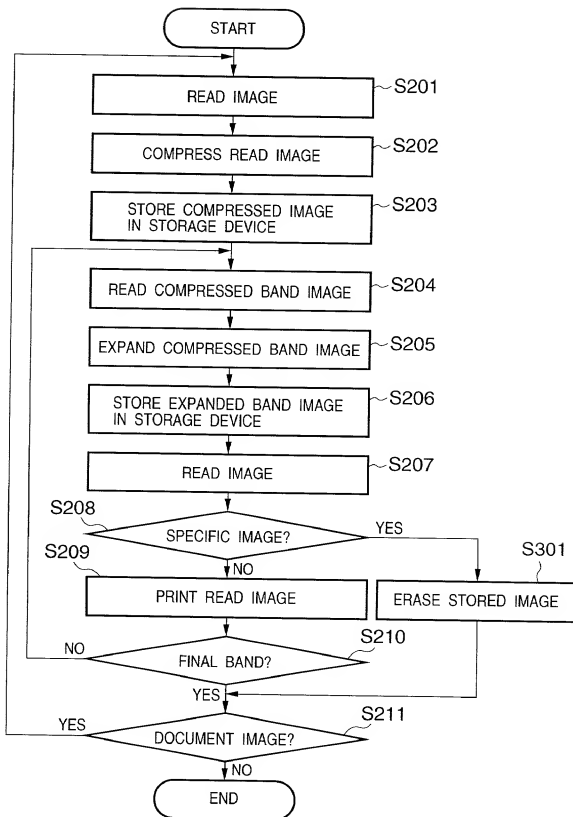 START
READ IMAGE
S201
COMPRESS READ IMAGE
S202
STORE COMPRESSED IMAGE
IN STORAGE DEVICE
S203
READ COMPRESSED BAND IMAGE
S204
EXPAND COMPRESSED BAND IMAGE
S205
STORE EXPANDED BAND IMAGE
IN STORAGE DEVICE
S206
READ IMAGE
S207
S208
SPECIFIC IMAGE?
YES
NO
S209
PRINT READ IMAGE
S301
ERASE STORED IMAGE
NO
FINAL BAND?
S210
YES
YES
DOCUMENT IMAGE?
S211
NO
END